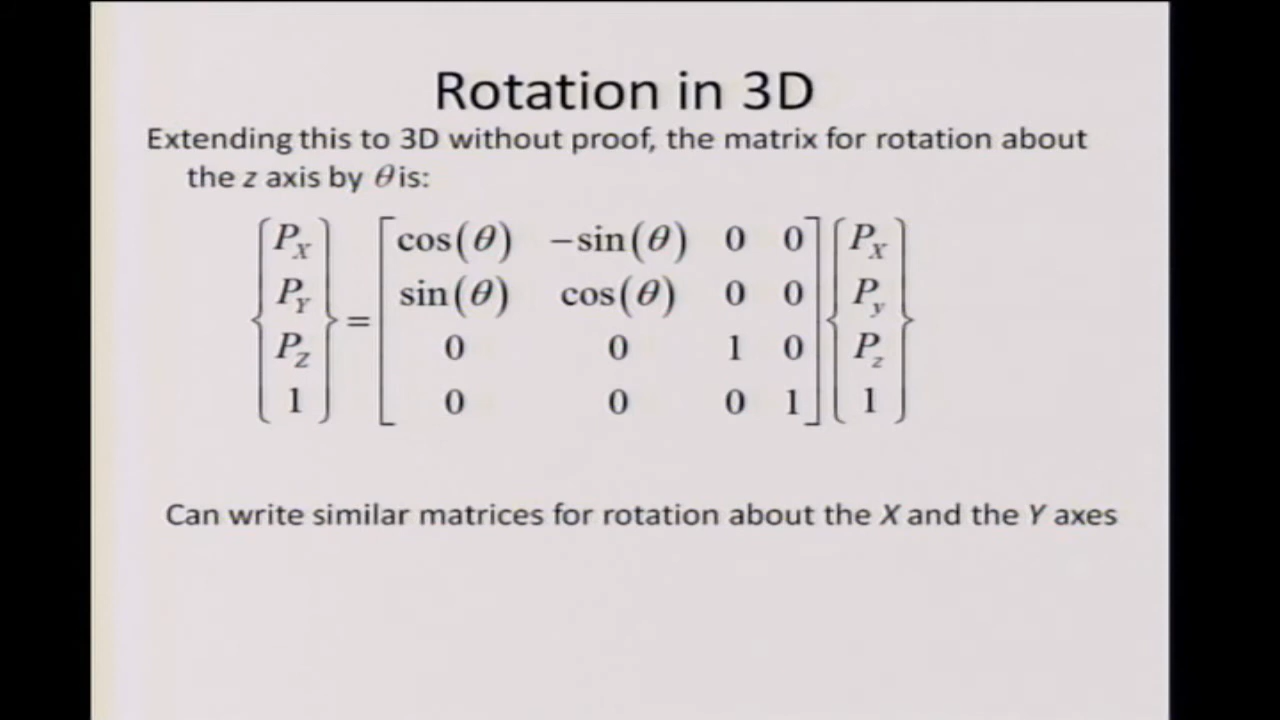 Rotation in 3D
Extending this to 3D without proof, the matrix for rotation about
the z axis by θ is:
{P_X} = [cos(θ) −sin(θ) 0 0] {P_X}
{P_Y} [sin(θ) cos(θ) 0 0] {P_y}
{P_Z} [0 0 1 0] {P_z}
{1} [0 0 0 1] {1}
Can write similar matrices for rotation about the X and the Y axes